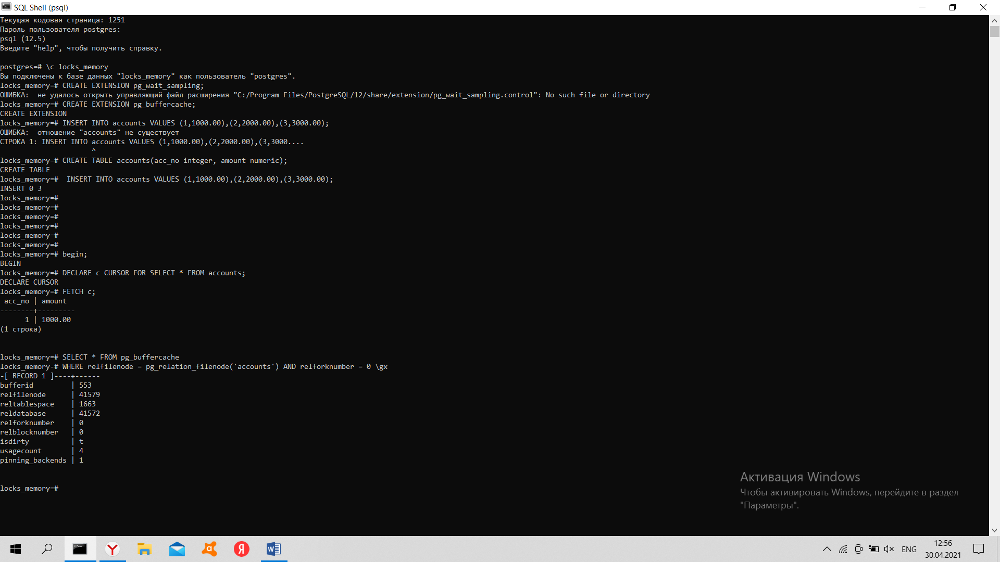 SQL Shell (psql)
Текущая кодовая страница: 1251
Пароль пользователя postgres:
psql (12.5)
Введите "help", чтобы получить справку.
postgres=# \c locks_memory
Вы подключены к базе данных "locks_memory" как пользователь "postgres".
locks_memory=# CREATE EXTENSION pg_wait_sampling;
ОШИБКА:  не удалось открыть управляющий файл расширения "C:/Program Files/PostgreSQL/12/share/extension/pg_wait_sampling.control": No such file or directory
locks_memory=# CREATE EXTENSION pg_buffercache;
CREATE EXTENSION
locks_memory=# INSERT INTO accounts VALUES (1,1000.00),(2,2000.00),(3,3000.00);
ОШИБКА:  отношение "accounts" не существует
СТРОКА 1: INSERT INTO accounts VALUES (1,1000.00),(2,2000.00),(3,3000....
^
locks_memory=# CREATE TABLE accounts(acc_no integer, amount numeric);
CREATE TABLE
locks_memory=#  INSERT INTO accounts VALUES (1,1000.00),(2,2000.00),(3,3000.00);
INSERT 0 3
locks_memory=#
locks_memory=#
locks_memory=#
locks_memory=#
locks_memory=#
locks_memory=#
locks_memory=# begin;
BEGIN
locks_memory=# DECLARE c CURSOR FOR SELECT * FROM accounts;
DECLARE CURSOR
locks_memory=# FETCH c;
 acc_no | amount
--------+---------
      1 | 1000.00
(1 строка)
locks_memory=# SELECT * FROM pg_buffercache
locks_memory-# WHERE relfilenode = pg_relation_filenode('accounts') AND relforknumber = 0 \gx
-[ RECORD 1 ]----+------
bufferid         | 553
relfilenode      | 41579
reltablespace    | 1663
reldatabase      | 41572
relforknumber    | 0
relblocknumber   | 0
isdirty          | t
usagecount       | 4
pinning_backends | 1
locks_memory=#
Активация Windows
Чтобы активировать Windows, перейдите в раздел
"Параметры".
ENG
12:56
30.04.2021